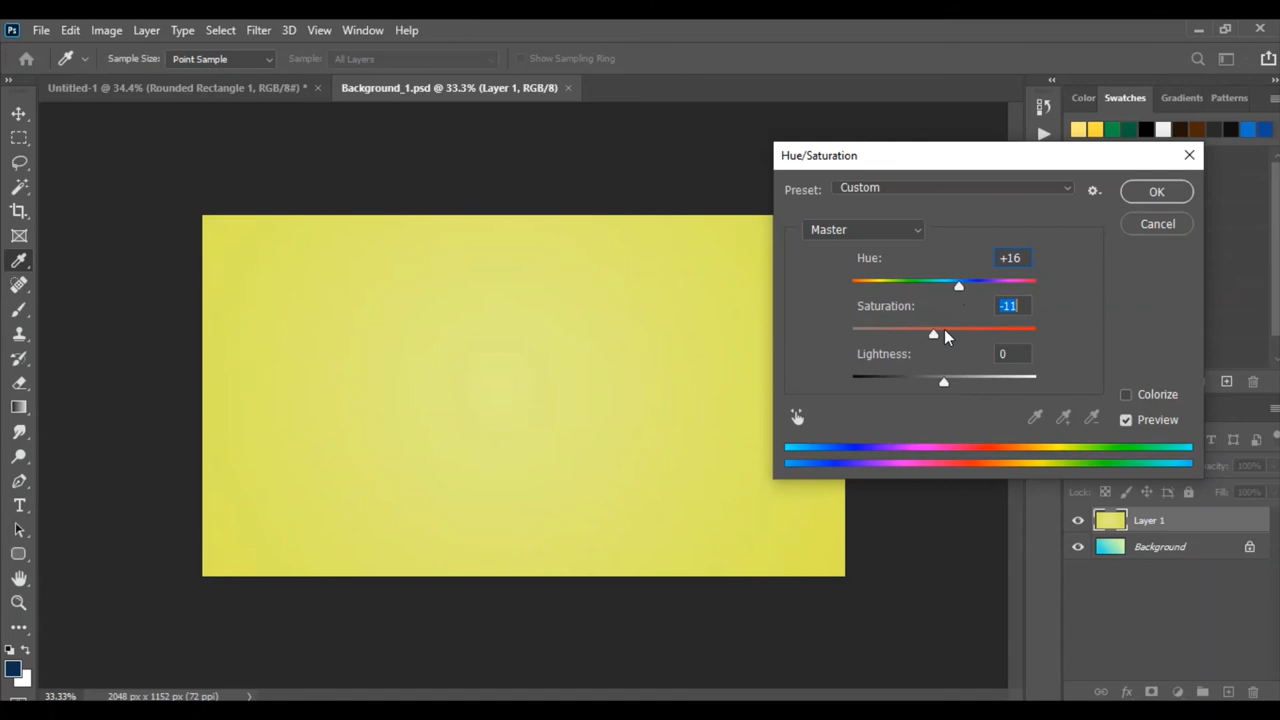 Ps File Edit Image Layer Type Select Filter 3D View Window Help
Sample Size: Point Sample Sample: All Layers Show Sampling Ring
Untitled-1 @ 34.4% (Rounded Rectangle 1, RGB/8#) * × Background_1.psd @ 33.3% (Layer 1, RGB/8) ×
Color Swatches Gradients Patterns
Hue/Saturation
Preset: Custom
OK
Master
Cancel
Hue: +16
Saturation: -11
Lightness: 0
Colorize
Preview
pacity: 100%
Lock: Fill: 100%
Layer 1
Background
33.33% 2048 px x 1152 px (72 ppi)